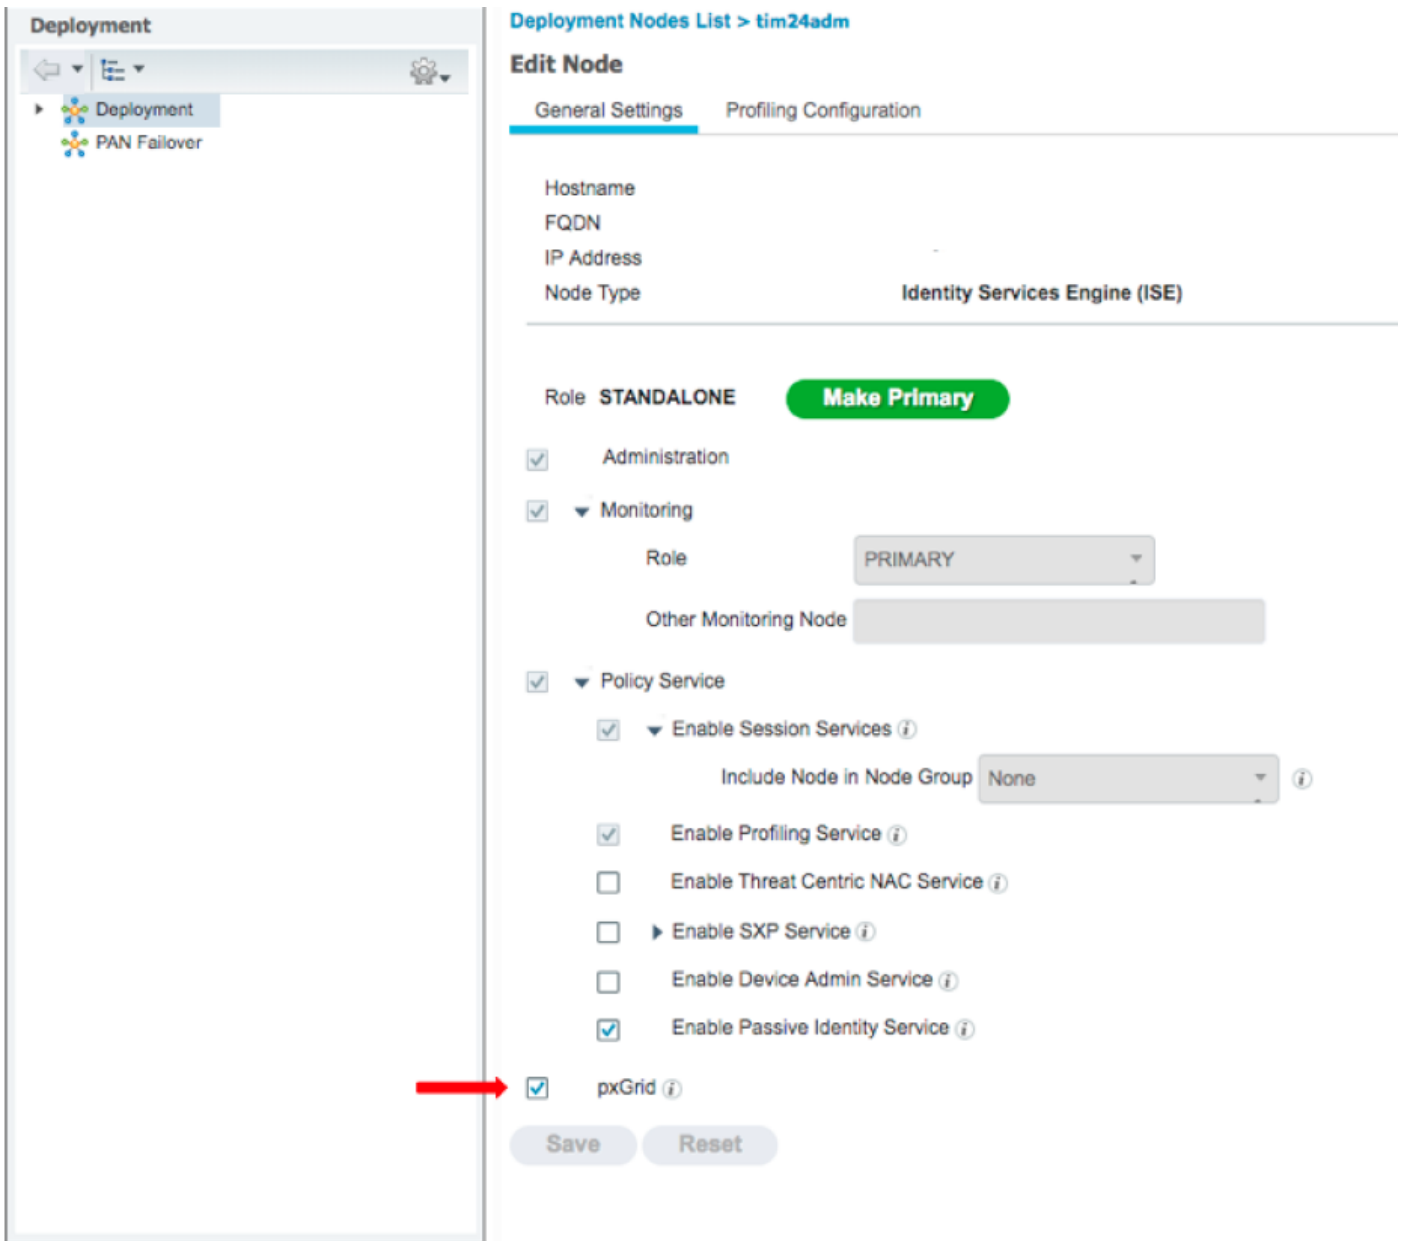 Deployment
Deployment
PAN Failover
Deployment Nodes List > tim24adm
Edit Node
General Settings Profiling Configuration
Hostname
FQDN
IP Address
Node Type Identity Services Engine (ISE)
Role STANDALONE Make Primary
Administration
Monitoring
Role PRIMARY
Other Monitoring Node
Policy Service
Enable Session Services i
Include Node in Node Group None i
Enable Profiling Service i
Enable Threat Centric NAC Service i
Enable SXP Service i
Enable Device Admin Service i
Enable Passive Identity Service i
pxGrid i
Save Reset